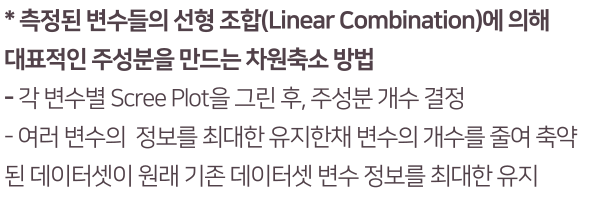 * 측정된 변수들의 선형 조합(Linear Combination)에 의해
대표적인 주성분을 만드는 차원축소 방법
- 각 변수별 Scree Plot을 그린 후, 주성분 개수 결정
- 여러 변수의 정보를 최대한 유지한채 변수의 개수를 줄여 축약
된 데이터셋이 원래 기존 데이터셋 변수 정보를 최대한 유지